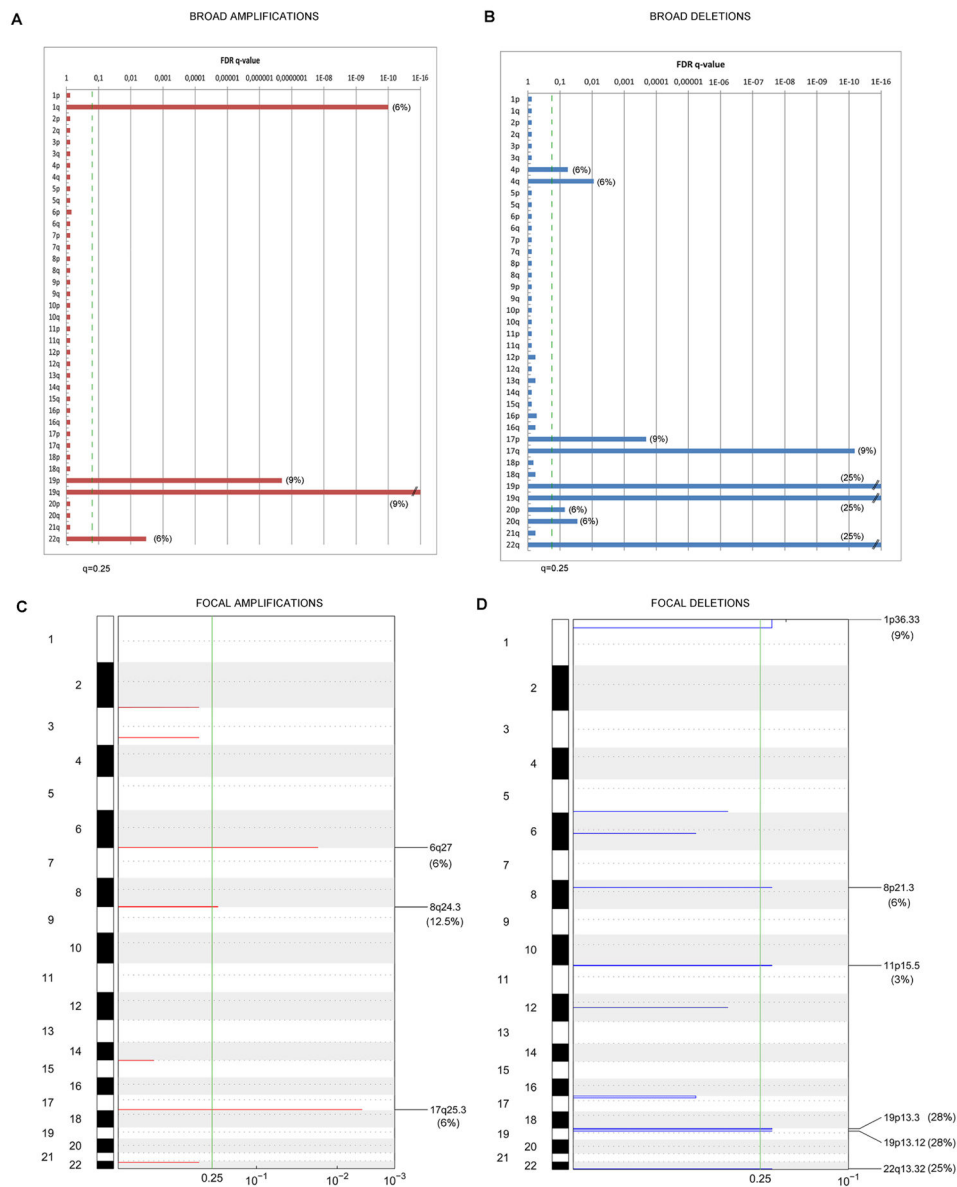 A
BROAD AMPLIFICATIONS
FDR q-value
1 0,1 0,01 0,001 0,0001 0,00001 0,000001 0,0000001 1E-08 1E-09 1E-10 1E-16
1p
1q (6%)
2p
2q
3p
3q
4p
4q
5p
5q
6p
6q
7p
7q
8p
8q
9p
9q
10p
10q
11p
11q
12p
12q
13q
14q
15q
16p
16q
17p
17q
18p
18q
19p (9%)
19q (9%)
20p
20q
21q
22q (6%)
q=0.25
B
BROAD DELETIONS
FDR q-value
1 0,1 0,01 0,001 0,0001 0,00001 1E-06 1E-07 1E-08 1E-09 1E-10 1E-16
1p
1q
2p
2q
3p
3q
4p (6%)
4q (6%)
5p
5q
6p
6q
7p
7q
8p
8q
9p
9q
10p
10q
11p
11q
12p
12q
13q
14q
15q
16p
16q
17p (9%)
17q (9%)
18p
18q
19p (25%)
19q (25%)
20p (6%)
20q (6%)
21q
22q (25%)
q=0.25
C
FOCAL AMPLIFICATIONS
1
2
3
4
5
6
6q27
(6%)
7
8
8q24.3
(12.5%)
9
10
11
12
13
14
15
16
17
17q25.3
(6%)
18
19
20
21
22
0.25 10⁻¹ 10⁻² 10⁻³
D
FOCAL DELETIONS
1p36.33
(9%)
1
2
3
4
5
6
7
8
8p21.3
(6%)
9
10
11p15.5
(3%)
11
12
13
14
15
16
17
18
19p13.3 (28%)
19
19p13.12 (28%)
20
21
22
22q13.32 (25%)
0.25 10⁻¹